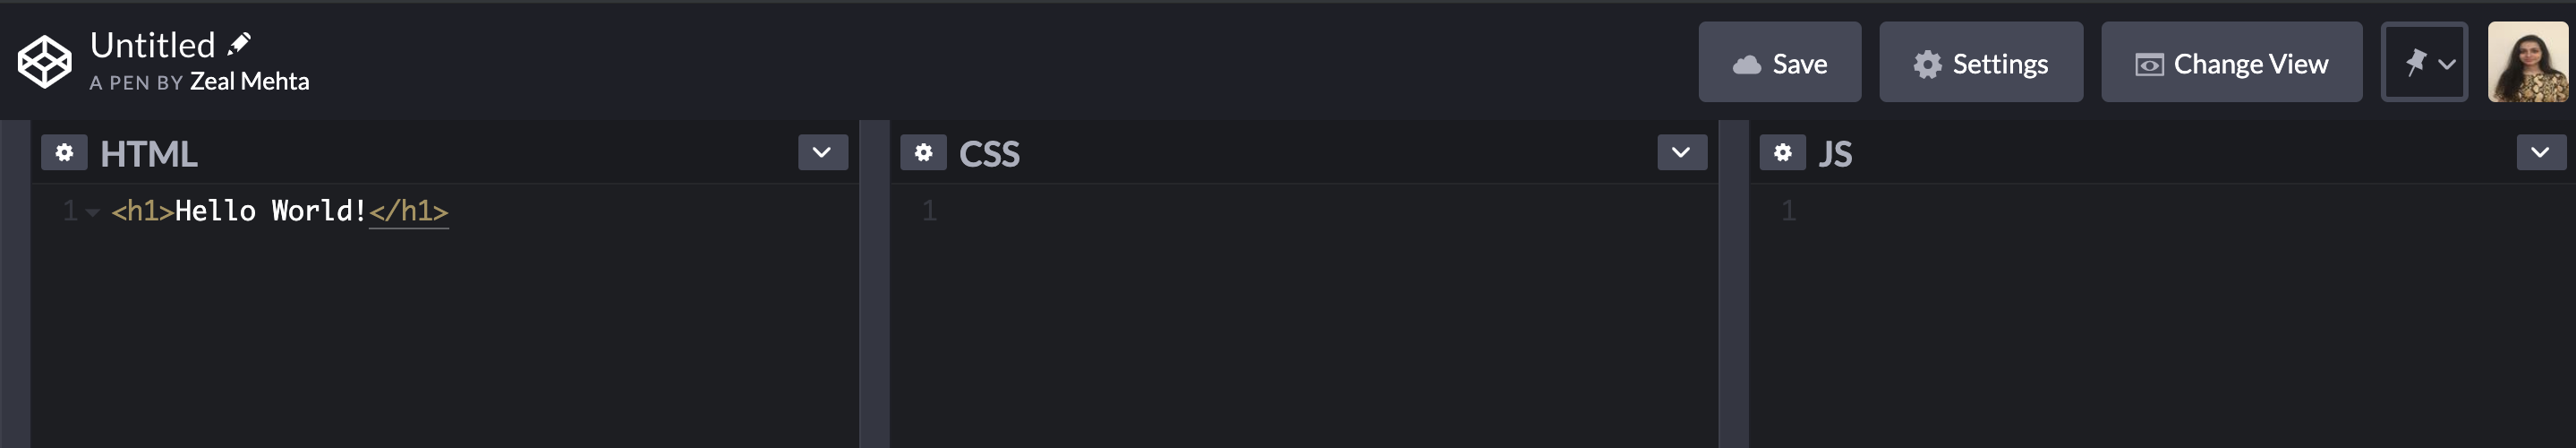 Untitled
A PEN BY Zeal Mehta
Save
Settings
Change View
HTML
CSS
JS
1 <h1>Hello World!</h1>
1
1